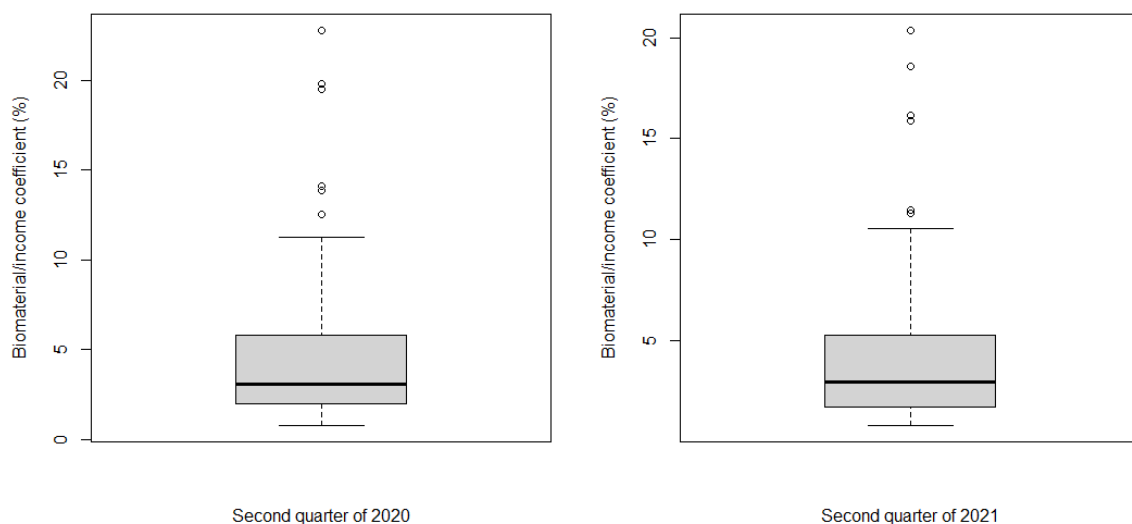 Biomaterial/income coefficient (%)
20
15
10
5
0
Second quarter of 2020
Biomaterial/income coefficient (%)
20
15
10
5
Second quarter of 2021